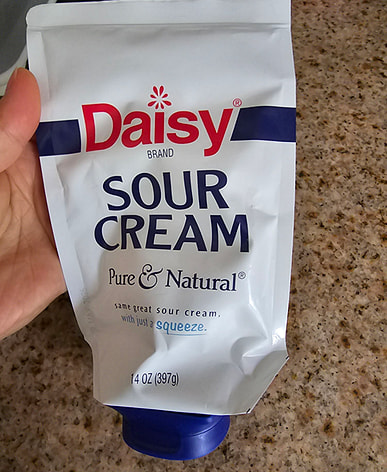 Daisy®
BRAND
SOUR
CREAM
Pure & Natural®
same great sour cream,
with just a squeeze.
14 OZ (397g)